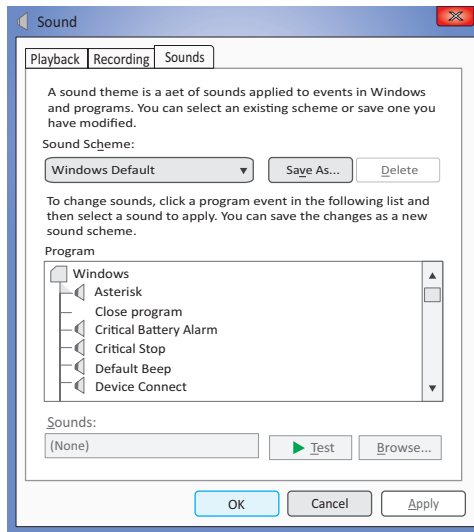 Sound
Playback Recording Sounds
A sound theme is a aet of sounds applied to events in Windows
and programs. You can select an existing scheme or save one you
have modified.
Sound Scheme:
Windows Default Save As... Delete
To change sounds, click a program event in the following list and
then select a sound to apply. You can save the changes as a new
sound scheme.
Program
Windows
Asterisk
Close program
Critical Battery Alarm
Critical Stop
Default Beep
Device Connect
Sounds:
(None) Test Browse...
OK Cancel Apply